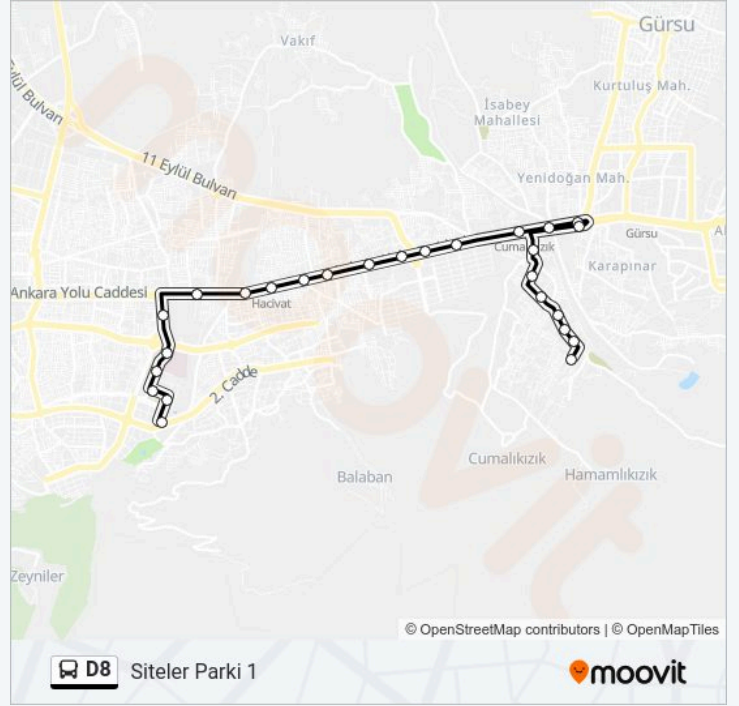 Gürsu
Vakıf
Kurtuluş Mah.
Eylül Bulvarı
İsabey
Mahallesi
11 Eylül Bulvarı
Yenidoğan Mah.
Gürsu
Karapınar
Ankara Yolu Caddesi
Hacivat
2. Cadde
Cumalıkızık
Balaban
Hamamlıkızık
Zeyniler
© OpenStreetMap contributors | © OpenMapTiles
D8
Siteler Parki 1
moovit